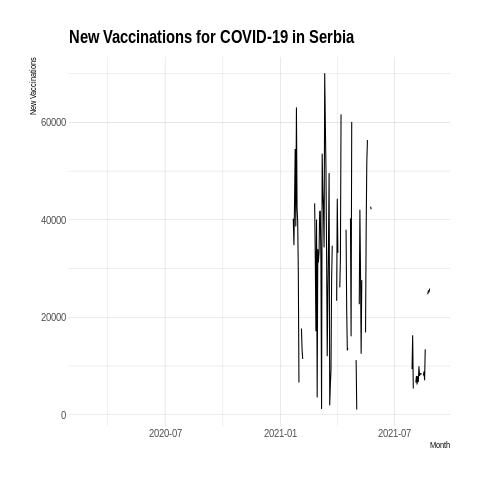 New Vaccinations for COVID-19 in Serbia
New Vaccinations
60000
40000
20000
0
2020-07
2021-01
2021-07
Month